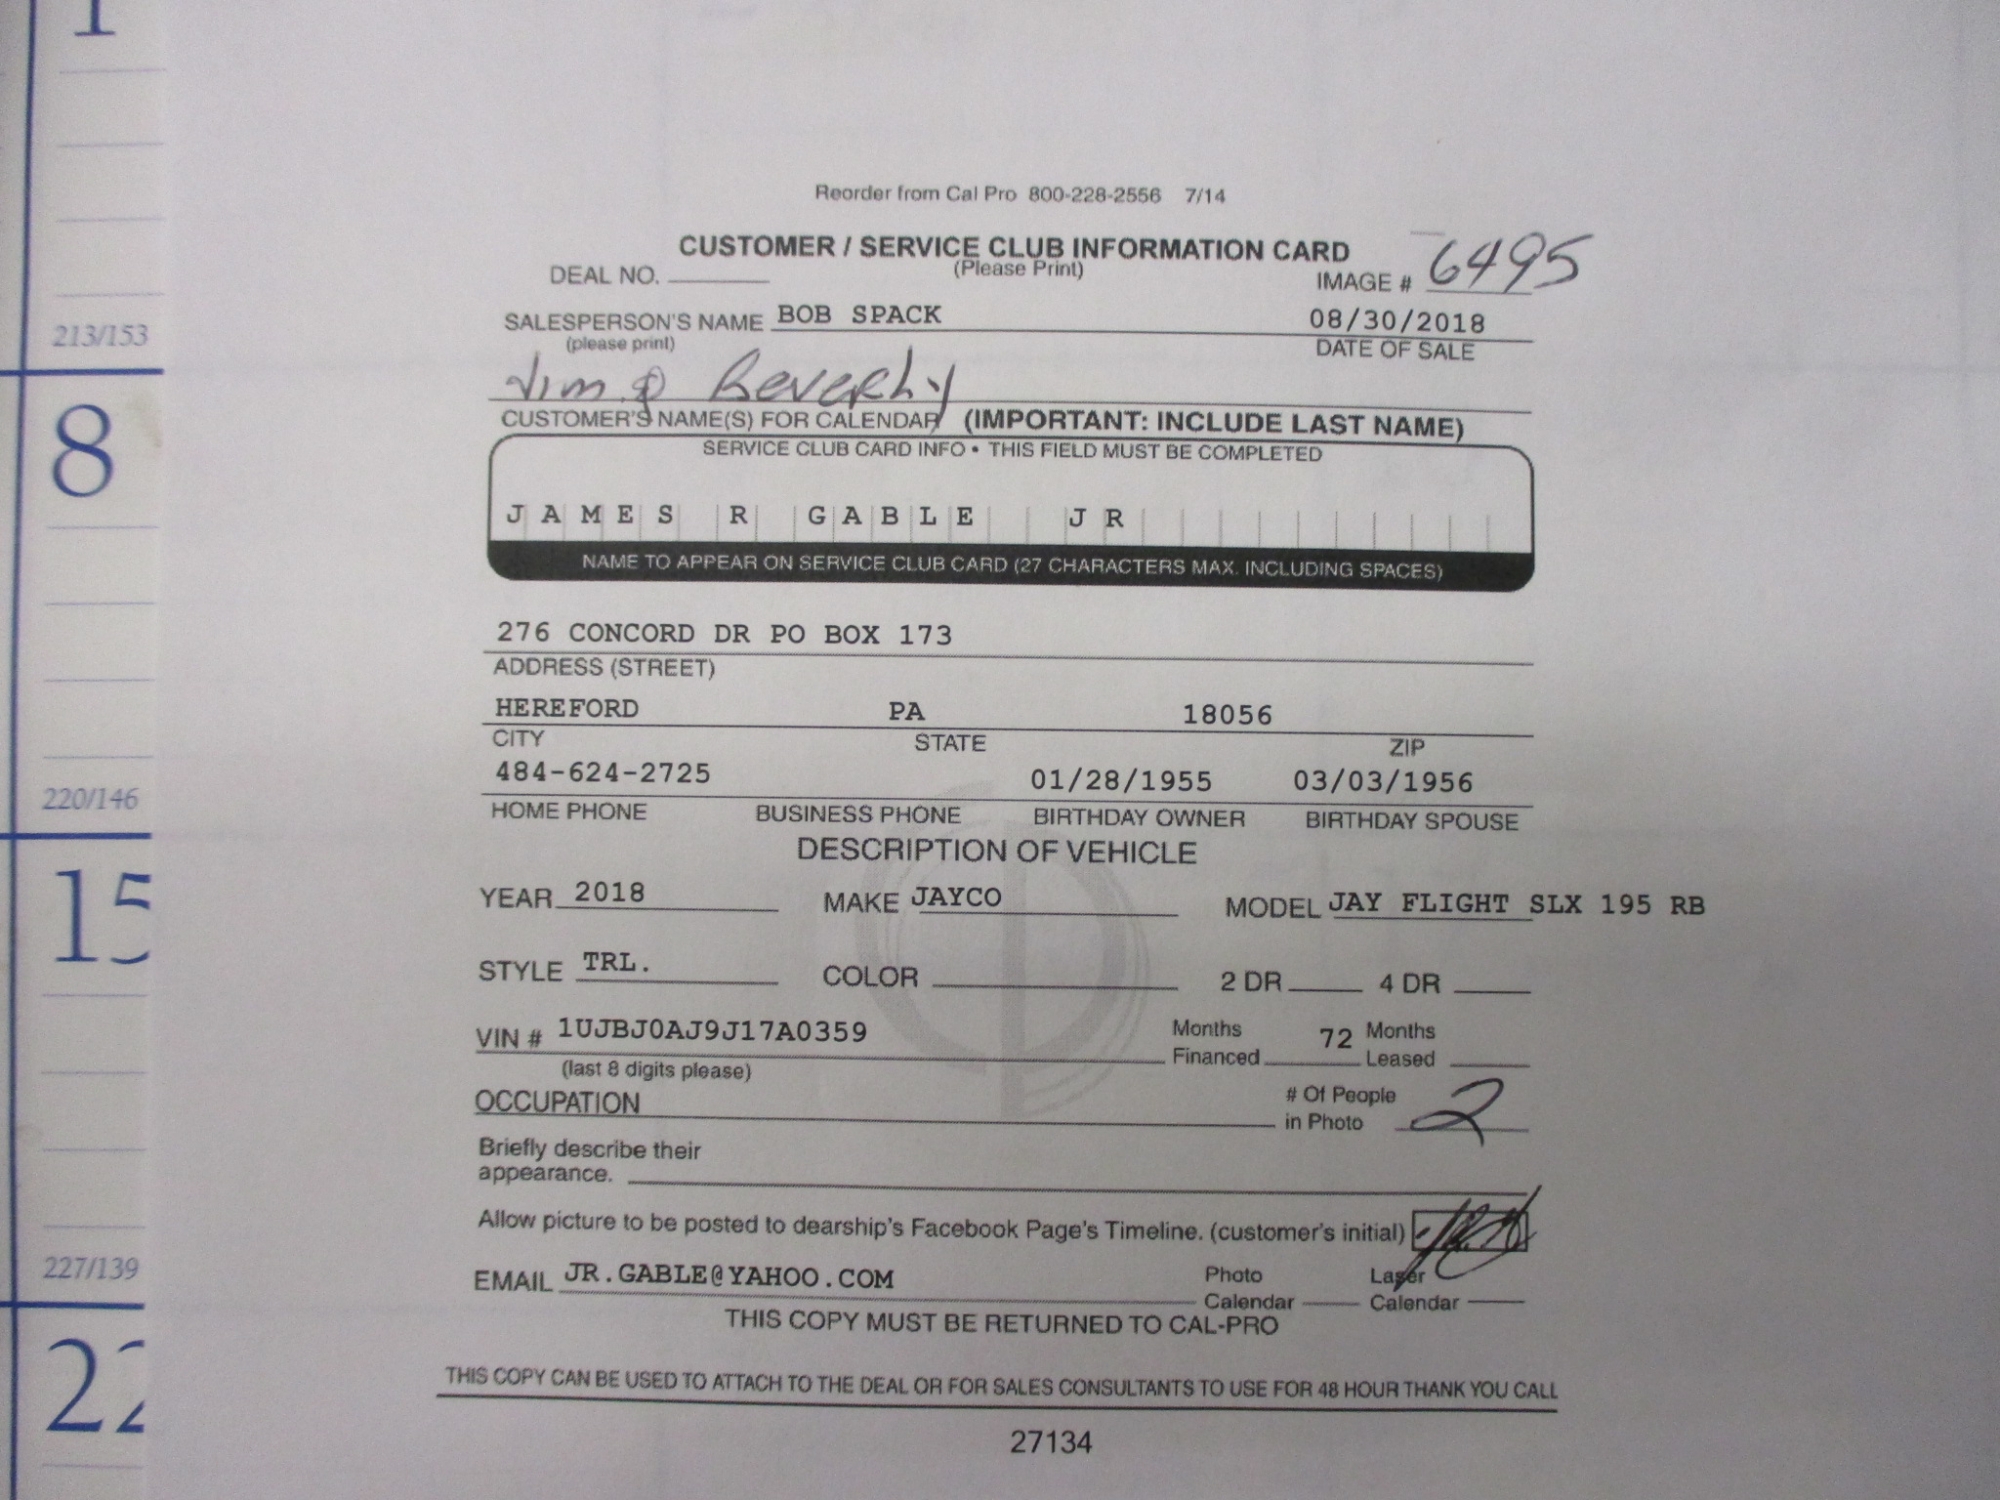 1
213/153
8
220/146
15
227/139
22
Reorder from Cal Pro 800-228-2556 7/14
CUSTOMER / SERVICE CLUB INFORMATION CARD
(Please Print)
DEAL NO.
IMAGE # 6495
SALESPERSON'S NAME BOB SPACK
(please print)
08/30/2018
DATE OF SALE
Jim & Beverly
CUSTOMER'S NAME(S) FOR CALENDAR (IMPORTANT: INCLUDE LAST NAME)
SERVICE CLUB CARD INFO • THIS FIELD MUST BE COMPLETED
JAMES R GABLE JR
NAME TO APPEAR ON SERVICE CLUB CARD (27 CHARACTERS MAX. INCLUDING SPACES)
276 CONCORD DR PO BOX 173
ADDRESS (STREET)
HEREFORD PA 18056
CITY STATE ZIP
484-624-2725 01/28/1955 03/03/1956
HOME PHONE BUSINESS PHONE BIRTHDAY OWNER BIRTHDAY SPOUSE
DESCRIPTION OF VEHICLE
YEAR 2018 MAKE JAYCO MODEL JAY FLIGHT SLX 195 RB
STYLE TRL. COLOR 2 DR 4 DR
VIN # 1UJBJ0AJ9J17A0359
(last 8 digits please)
Months Financed 72 Months Leased
OCCUPATION
# Of People in Photo 2
Briefly describe their
appearance.
Allow picture to be posted to dearship's Facebook Page's Timeline. (customer's initial)
EMAIL JR.GABLE@YAHOO.COM
Photo Calendar Laser Calendar
THIS COPY MUST BE RETURNED TO CAL-PRO
THIS COPY CAN BE USED TO ATTACH TO THE DEAL OR FOR SALES CONSULTANTS TO USE FOR 48 HOUR THANK YOU CALL
27134